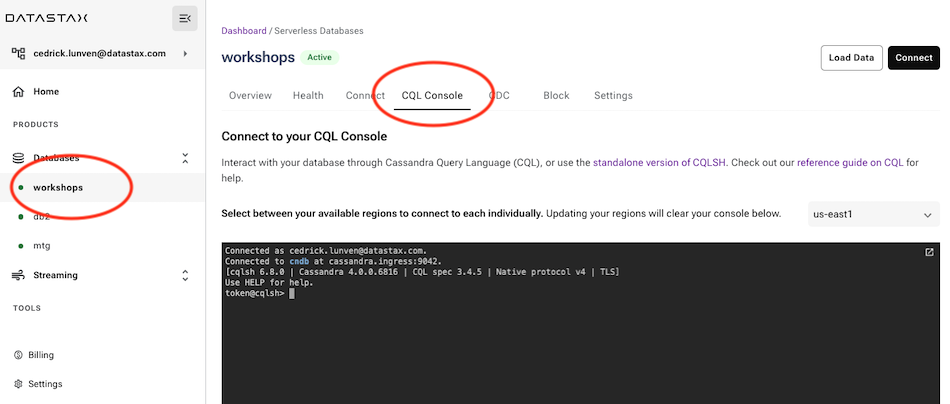 DATASTAX
cedrick.lunven@datastax.com
Home
PRODUCTS
Databases
workshops
db2
mtg
Streaming
TOOLS
Billing
Settings
Dashboard / Serverless Databases
workshops Active
Load Data
Connect
Overview Health Connect CQL Console CDC Block Settings
Connect to your CQL Console
Interact with your database through Cassandra Query Language (CQL), or use the standalone version of CQLSH. Check out our reference guide on CQL for
help.
Select between your available regions to connect to each individually. Updating your regions will clear your console below.
us-east1
Connected as cedrick.lunven@datastax.com.
Connected to cndb at cassandra.ingress:9042.
[cqlsh 6.8.0 | Cassandra 4.0.0.6816 | CQL spec 3.4.5 | Native protocol v4 | TLS]
Use HELP for help.
token@cqlsh>